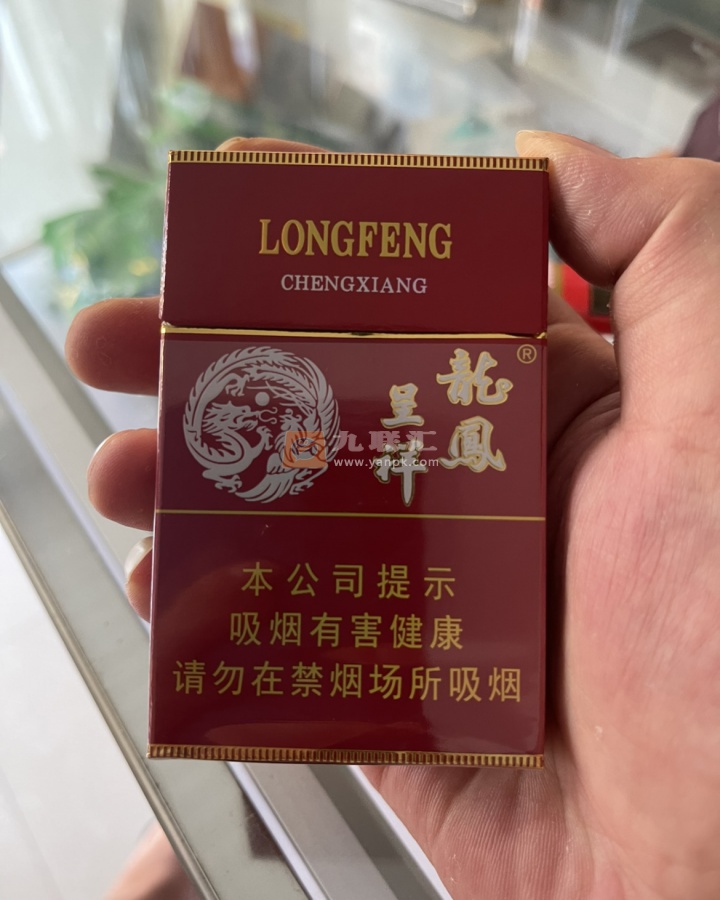 LONGFENG
CHENGXIANG
龍鳳
呈祥
®
九联汇
www.yanpk.com
本公司提示
吸烟有害健康
请勿在禁烟场所吸烟